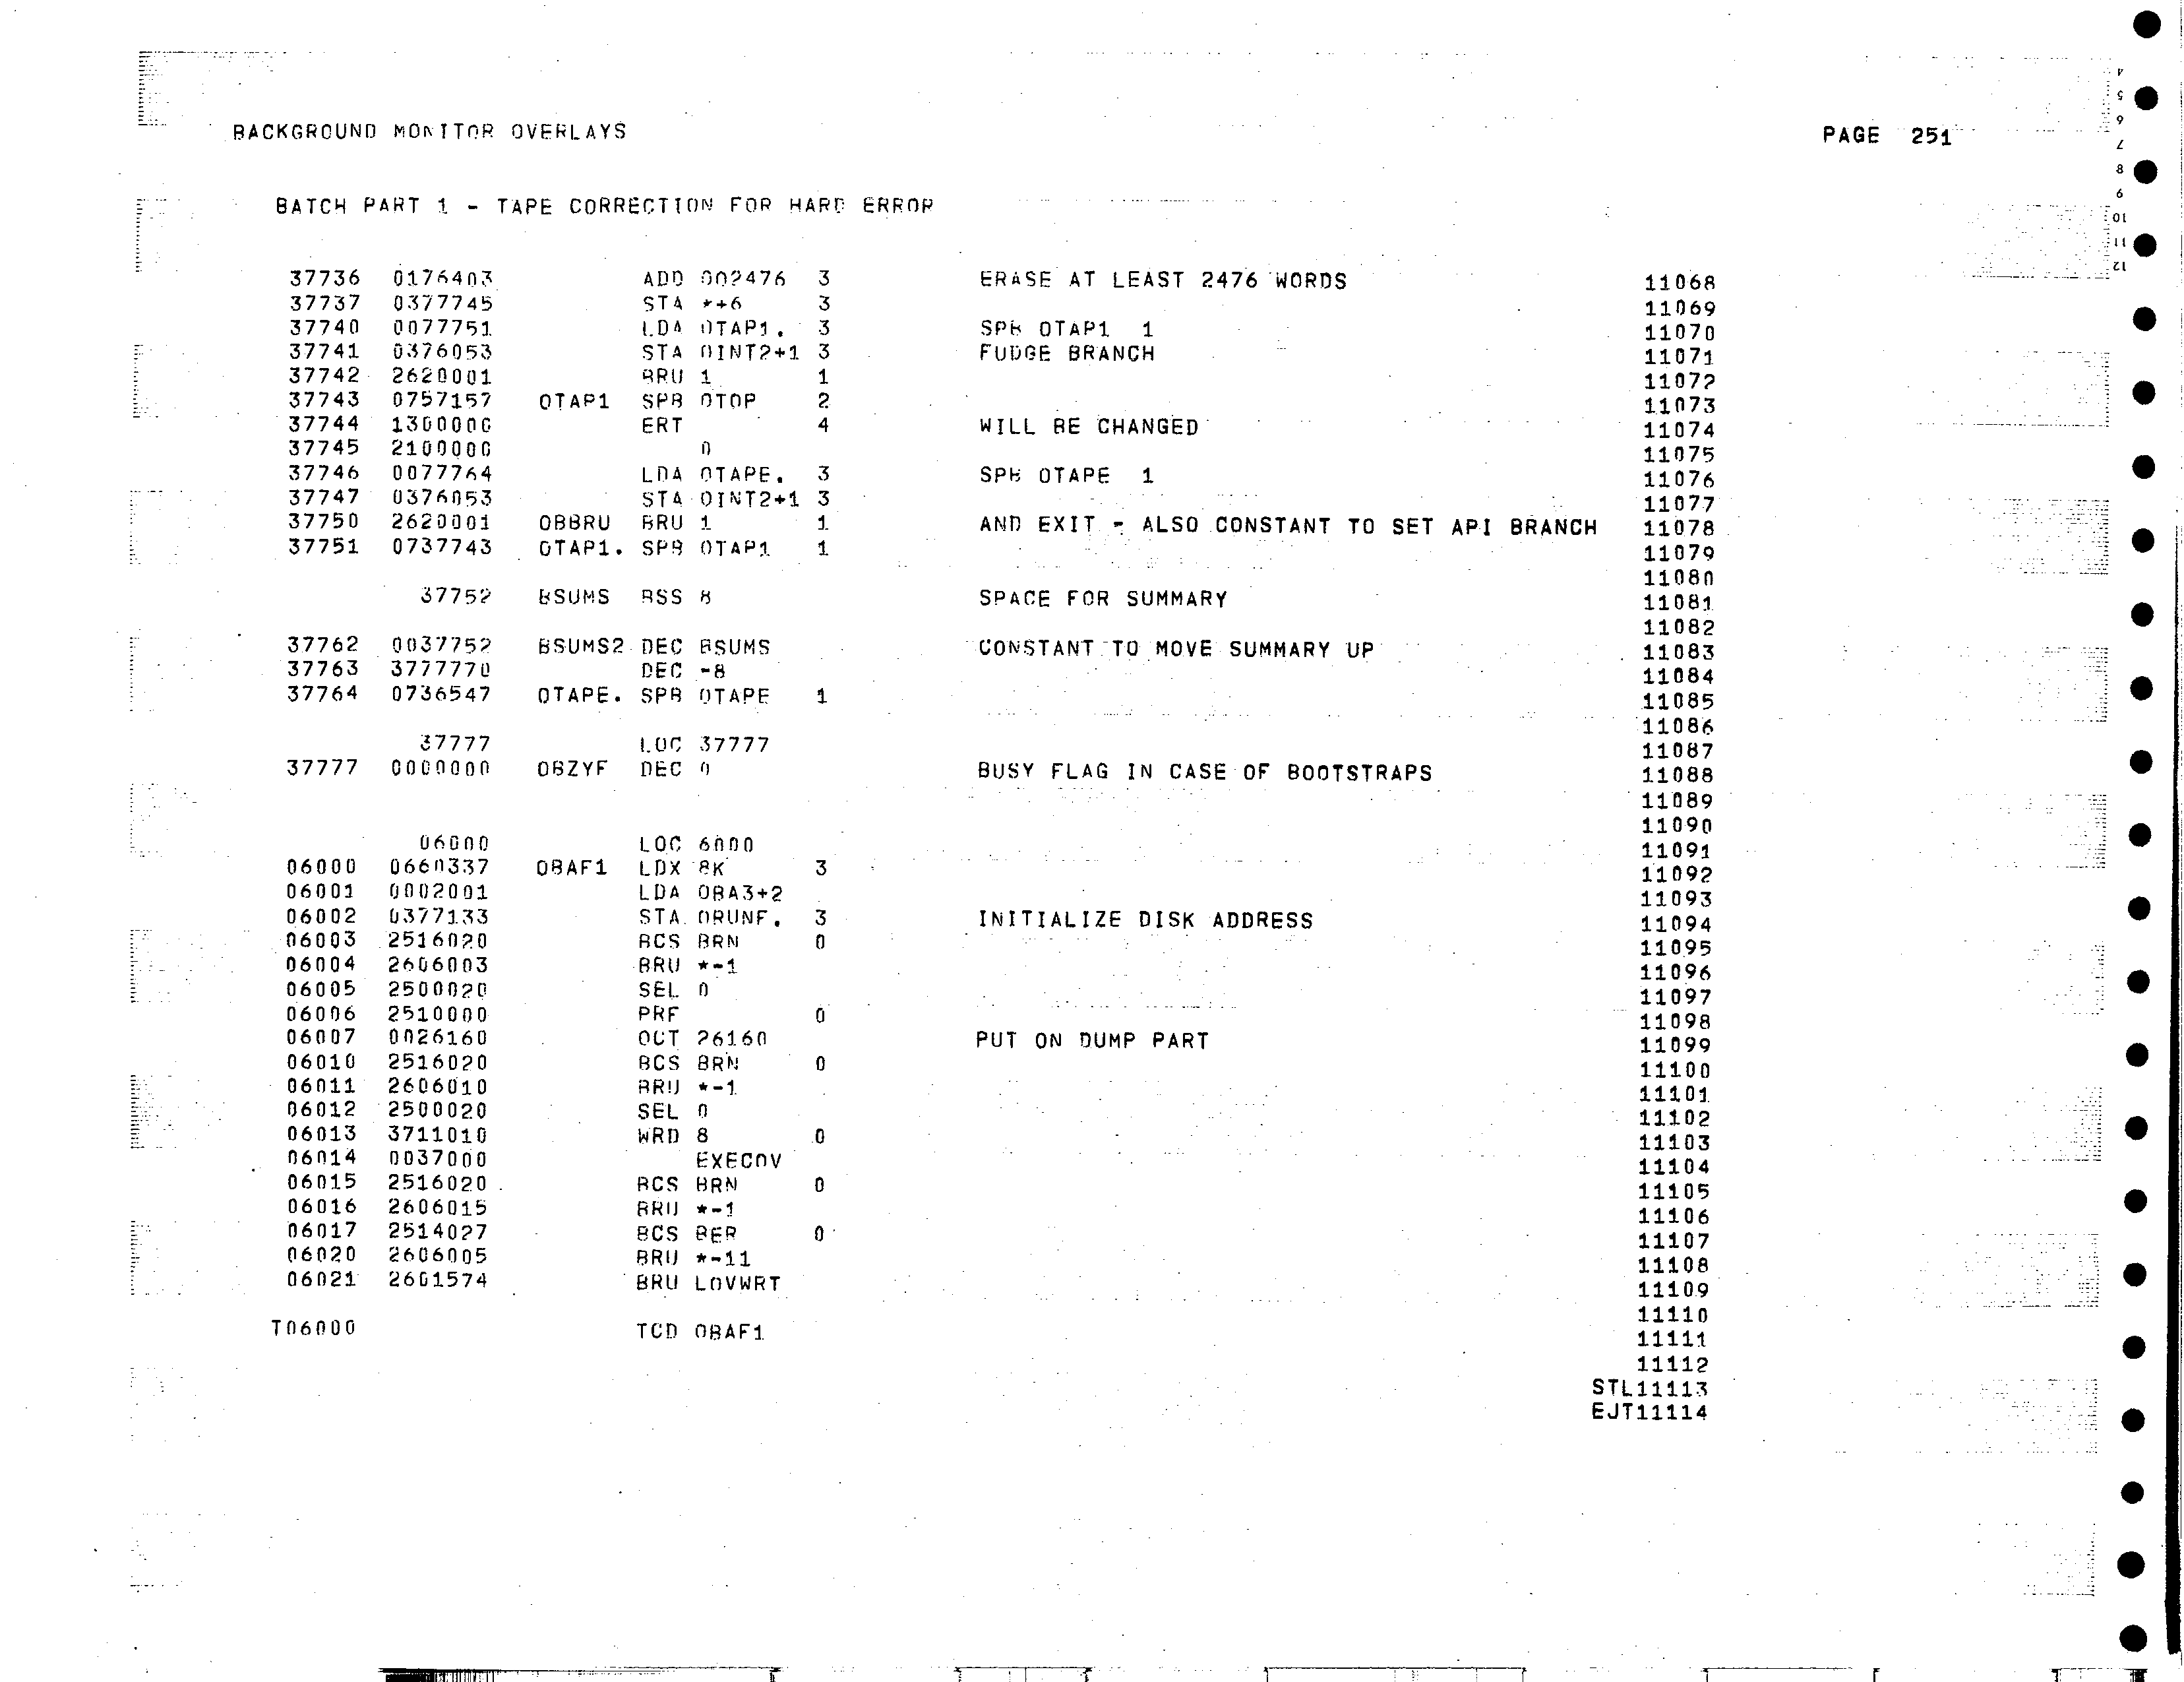 BACKGROUND MONITOR OVERLAYS PAGE 251
BATCH PART 1 - TAPE CORRECTION FOR HARD ERROR
37736 0176403 ADD 002476 3 ERASE AT LEAST 2476 WORDS 11068
37737 0377745 STA *+6 3 11069
37740 0077751 LDA OTAP1. 3 SPB OTAP1 1 11070
37741 0376053 STA OINT2+1 3 FUDGE BRANCH 11071
37742 2620001 BRU 1 1 11072
37743 0757157 OTAP1 SPB OTOP 2 11073
37744 1300000 ERT 4 WILL BE CHANGED 11074
37745 2100000 0 11075
37746 0077764 LDA OTAPE. 3 SPB OTAPE 1 11076
37747 0376053 STA OINT2+1 3 11077
37750 2620001 OBBRU BRU 1 1 AND EXIT - ALSO CONSTANT TO SET API BRANCH 11078
37751 0737743 OTAP1. SPB OTAP1 1 11079
11080
37752 BSUMS BSS 8 SPACE FOR SUMMARY 11081
11082
37762 0037752 BSUMS2 DEC BSUMS CONSTANT TO MOVE SUMMARY UP 11083
37763 3777770 DEC -8 11084
37764 0736547 OTAPE. SPB OTAPE 1 11085
11086
37777 LOC 37777 11087
37777 0000000 OBZYF DEC 0 BUSY FLAG IN CASE OF BOOTSTRAPS 11088
11089
11090
06000 LOC 6000 11091
06000 0660337 OBAF1 LDX 8K 3 11092
06001 0002001 LDA OBA3+2 11093
06002 0377133 STA ORUNF. 3 INITIALIZE DISK ADDRESS 11094
06003 2516020 BCS BRN 0 11095
06004 2606003 BRU *-1 11096
06005 2500020 SEL 0 11097
06006 2510000 PRF 0 11098
06007 0026160 OCT 26160 PUT ON DUMP PART 11099
06010 2516020 BCS BRN 0 11100
06011 2606010 BRU *-1 11101
06012 2500020 SEL 0 11102
06013 3711010 WRD 8 0 11103
06014 0037000 EXECOV 11104
06015 2516020 BCS BRN 0 11105
06016 2606015 BRU *-1 11106
06017 2514027 BCS BER 0 11107
06020 2606005 BRU *-11 11108
06021 2601574 BRU LOVWRT 11109
11110
T06000 TCD OBAF1 11111
11112
STL11113
EJT11114
4
5
6
7
8
9
10
11
12